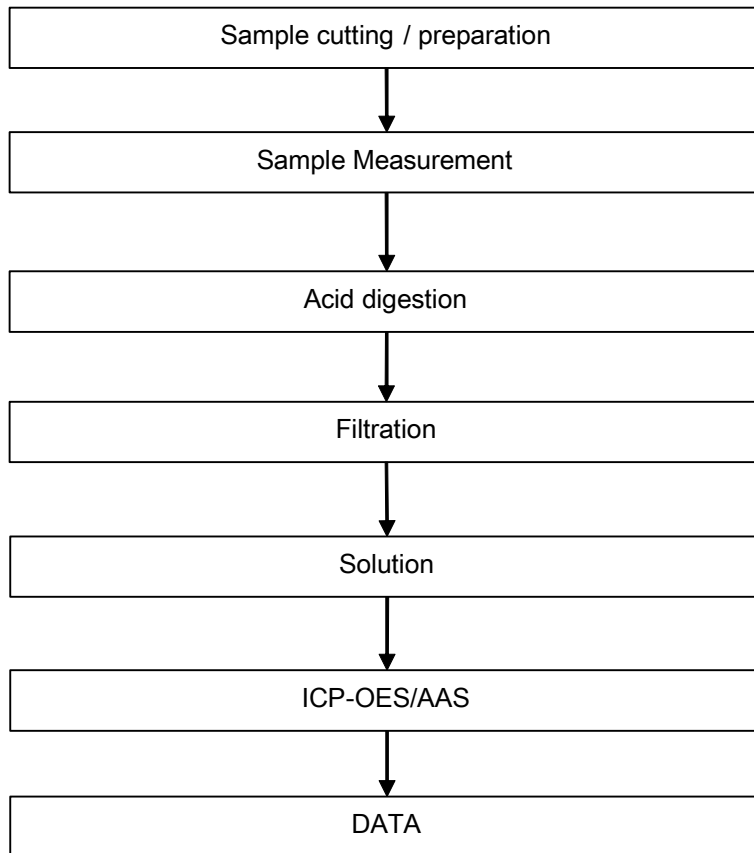 Sample cutting / preparation
Sample Measurement
Acid digestion
Filtration
Solution
ICP-OES/AAS
DATA